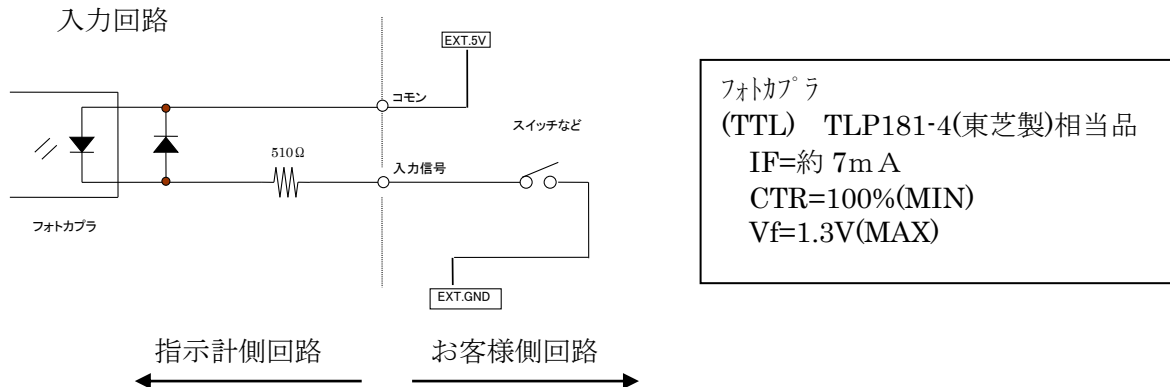 入力回路
EXT.5V
コモン
スイッチなど
510Ω
入力信号
フォトカプラ
EXT.GND
指示計側回路
お客様側回路
ﾌｫﾄｶﾌﾟﾗ
(TTL) TLP181-4(東芝製)相当品
IF=約 7mA
CTR=100%(MIN)
Vf=1.3V(MAX)